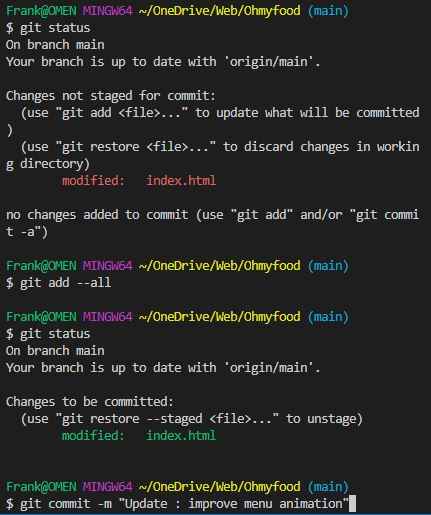 Frank@OMEN MINGW64 ~/OneDrive/Web/Ohmyfood (main)
$ git status
On branch main
Your branch is up to date with 'origin/main'.
Changes not staged for commit:
(use "git add <file>..." to update what will be committed
)
(use "git restore <file>..." to discard changes in workin
g directory)
modified:   index.html
no changes added to commit (use "git add" and/or "git commi
t -a")
Frank@OMEN MINGW64 ~/OneDrive/Web/Ohmyfood (main)
$ git add --all
Frank@OMEN MINGW64 ~/OneDrive/Web/Ohmyfood (main)
$ git status
On branch main
Your branch is up to date with 'origin/main'.
Changes to be committed:
(use "git restore --staged <file>..." to unstage)
modified:   index.html
Frank@OMEN MINGW64 ~/OneDrive/Web/Ohmyfood (main)
$ git commit -m "Update : improve menu animation"